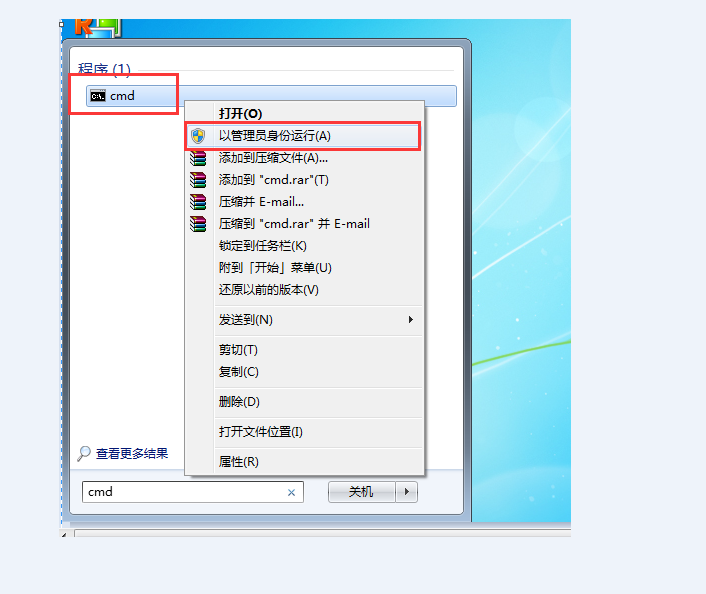 程序 (1)
cmd
打开(O)
以管理员身份运行(A)
添加到压缩文件(A)...
添加到 "cmd.rar"(T)
压缩并 E-mail...
压缩到 "cmd.rar" 并 E-mail
锁定到任务栏(K)
附到「开始」菜单(U)
还原以前的版本(V)
发送到(N)
剪切(T)
复制(C)
删除(D)
打开文件位置(I)
属性(R)
查看更多结果
cmd
关机